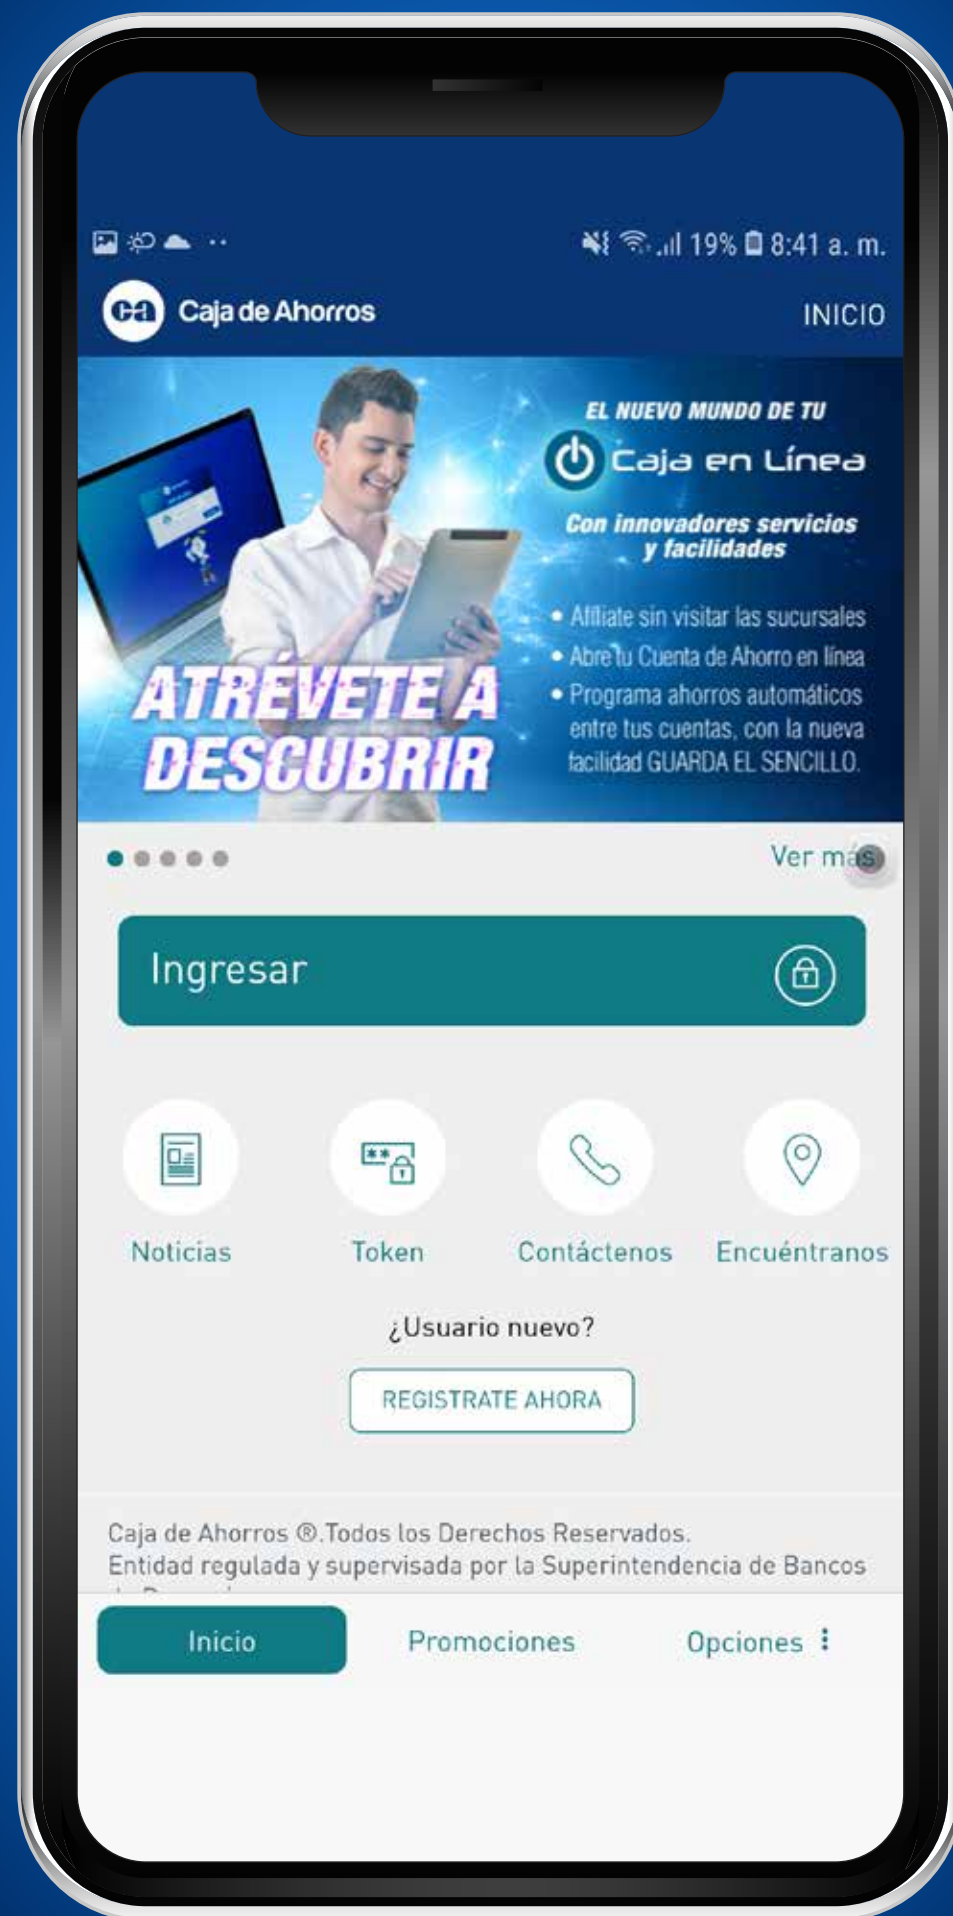 19% 8:41 a. m.
ca Caja de Ahorros
INICIO
EL NUEVO MUNDO DE TU
Caja en Línea
Con innovadores servicios
y facilidades
• Afíliate sin visitar las sucursales
• Abre tu Cuenta de Ahorro en línea
• Programa ahorros automáticos
entre tus cuentas, con la nueva
facilidad GUARDA EL SENCILLO.
ATRÉVETE A
DESCUBRIR
Ver más
Ingresar
Noticias
Token
Contáctenos
Encuéntranos
¿Usuario nuevo?
REGISTRATE AHORA
Caja de Ahorros ®.Todos los Derechos Reservados.
Entidad regulada y supervisada por la Superintendencia de Bancos
Inicio
Promociones
Opciones